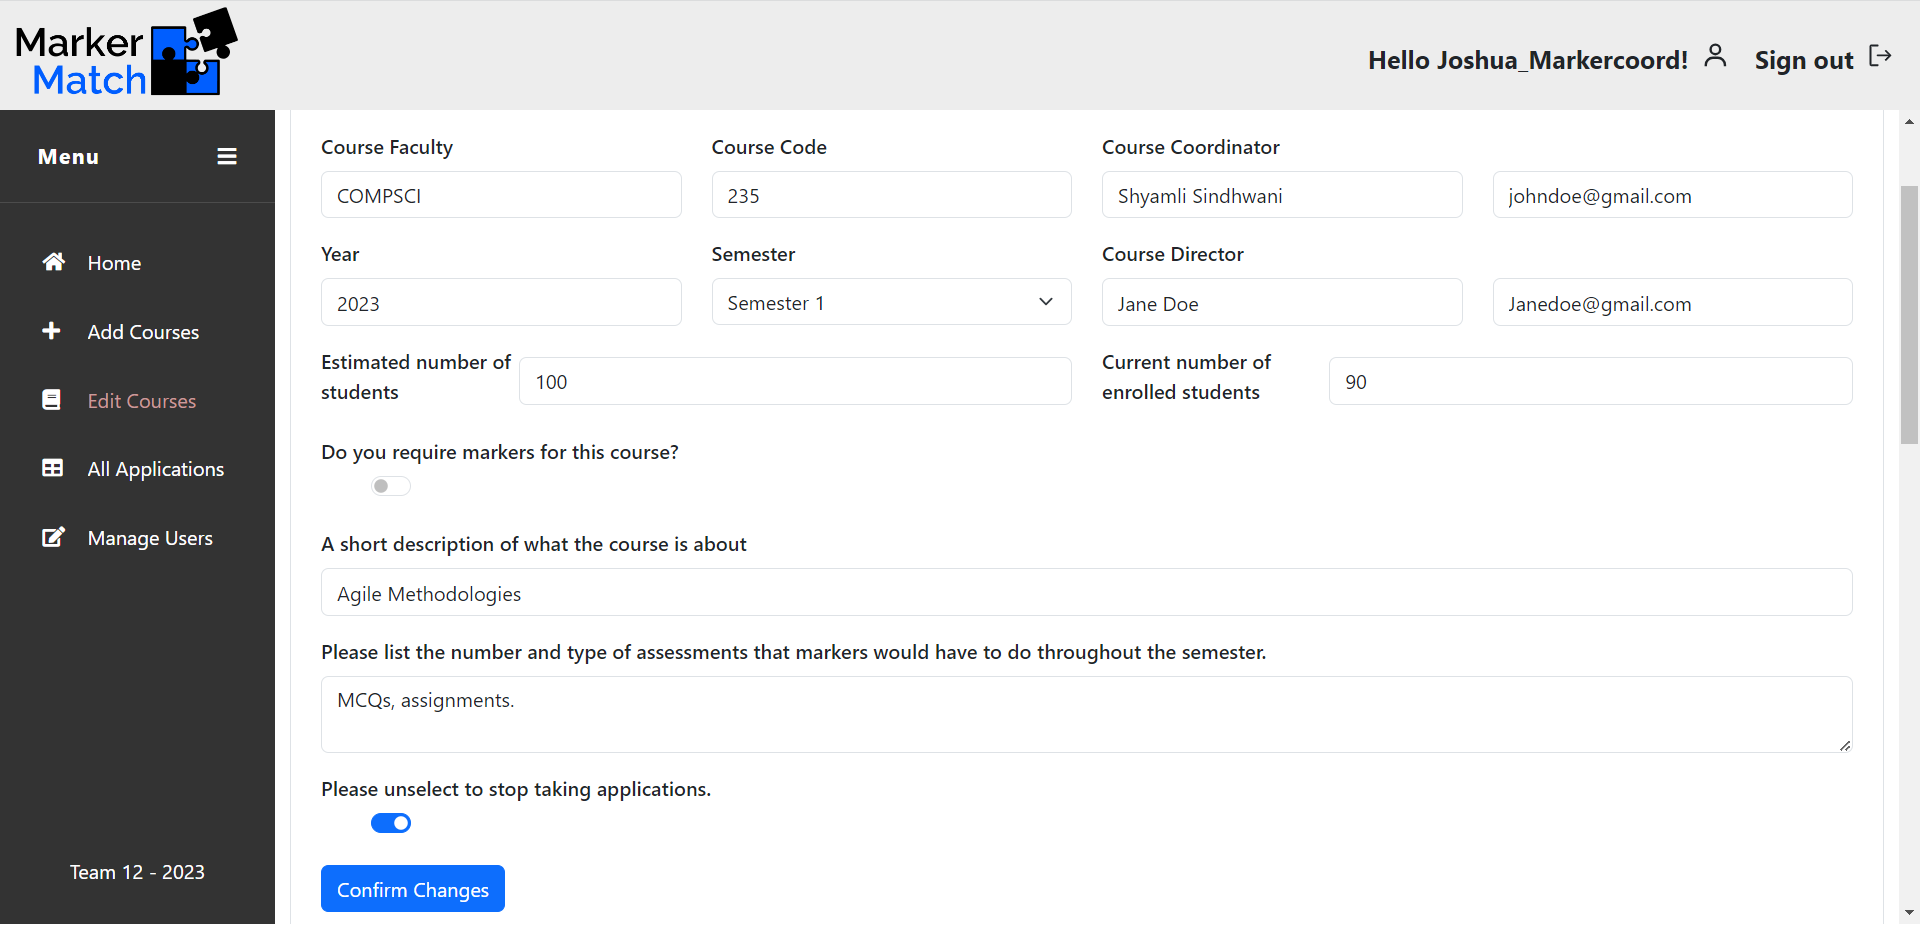 Marker
Match
Hello Joshua_Markercoord!
Sign out
Menu
Home
Add Courses
Edit Courses
All Applications
Manage Users
Team 12 - 2023
Course Faculty
Course Code
Course Coordinator
COMPSCI
235
Shyamli Sindhwani
johndoe@gmail.com
Year
Semester
Course Director
2023
Semester 1
Jane Doe
Janedoe@gmail.com
Estimated number of
students
100
Current number of
enrolled students
90
Do you require markers for this course?
A short description of what the course is about
Agile Methodologies
Please list the number and type of assessments that markers would have to do throughout the semester.
MCQs, assignments.
Please unselect to stop taking applications.
Confirm Changes